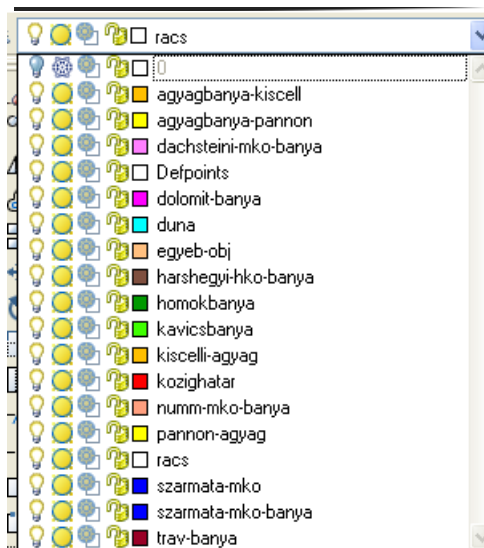 racs
0
agyagbanya-kiscell
agyagbanya-pannon
dachsteini-mko-banya
Defpoints
dolomit-banya
duna
egyeb-obj
harshegyi-hko-banya
homokbanya
kavicsbanya
kiscelli-agyag
kozighatar
numm-mko-banya
pannon-agyag
racs
szarmata-mko
szarmata-mko-banya
trav-banya